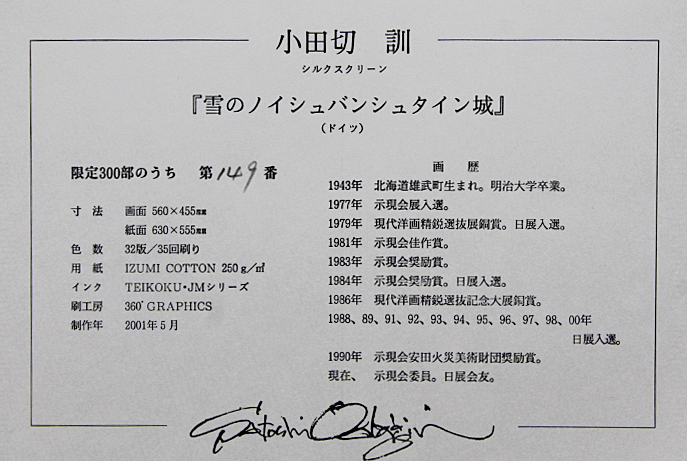 小田切 訓
シルクスクリーン
『雪のノイシュバンシュタイン城』
（ドイツ）
限定300部のうち 第149番
寸 法 画面 560×455㎜
紙面 630×555㎜
色 数 32版／35回刷り
用 紙 IZUMI COTTON 250g/㎡
インク TEIKOKU・JMシリーズ
刷工房 360°GRAPHICS
制作年 2001年5月
画 歴
1943年 北海道雄武町生まれ。明治大学卒業。
1977年 示現会展入選。
1979年 現代洋画精鋭選抜展銅賞。日展入選。
1981年 示現会佳作賞。
1983年 示現会奨励賞。
1984年 示現会奨励賞。日展入選。
1986年 現代洋画精鋭選抜記念大展銅賞。
1988、89、91、92、93、94、95、96、97、98、00年
日展入選。
1990年 示現会安田火災美術財団奨励賞。
現在、 示現会委員。日展会友。
Satoshi Otagiri